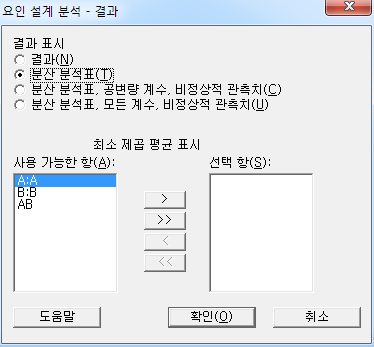 요인 설계 분석 - 결과
결과 표시
결과(N)
분산 분석표(T)
분산 분석표, 공변량 계수, 비정상적 관측치(C)
분산 분석표, 모든 계수, 비정상적 관측치(U)
최소 제곱 평균 표시
사용 가능한 항(A):
선택 항(S):
A:A
B:B
AB
>
>>
<
<<
도움말
확인(O)
취소